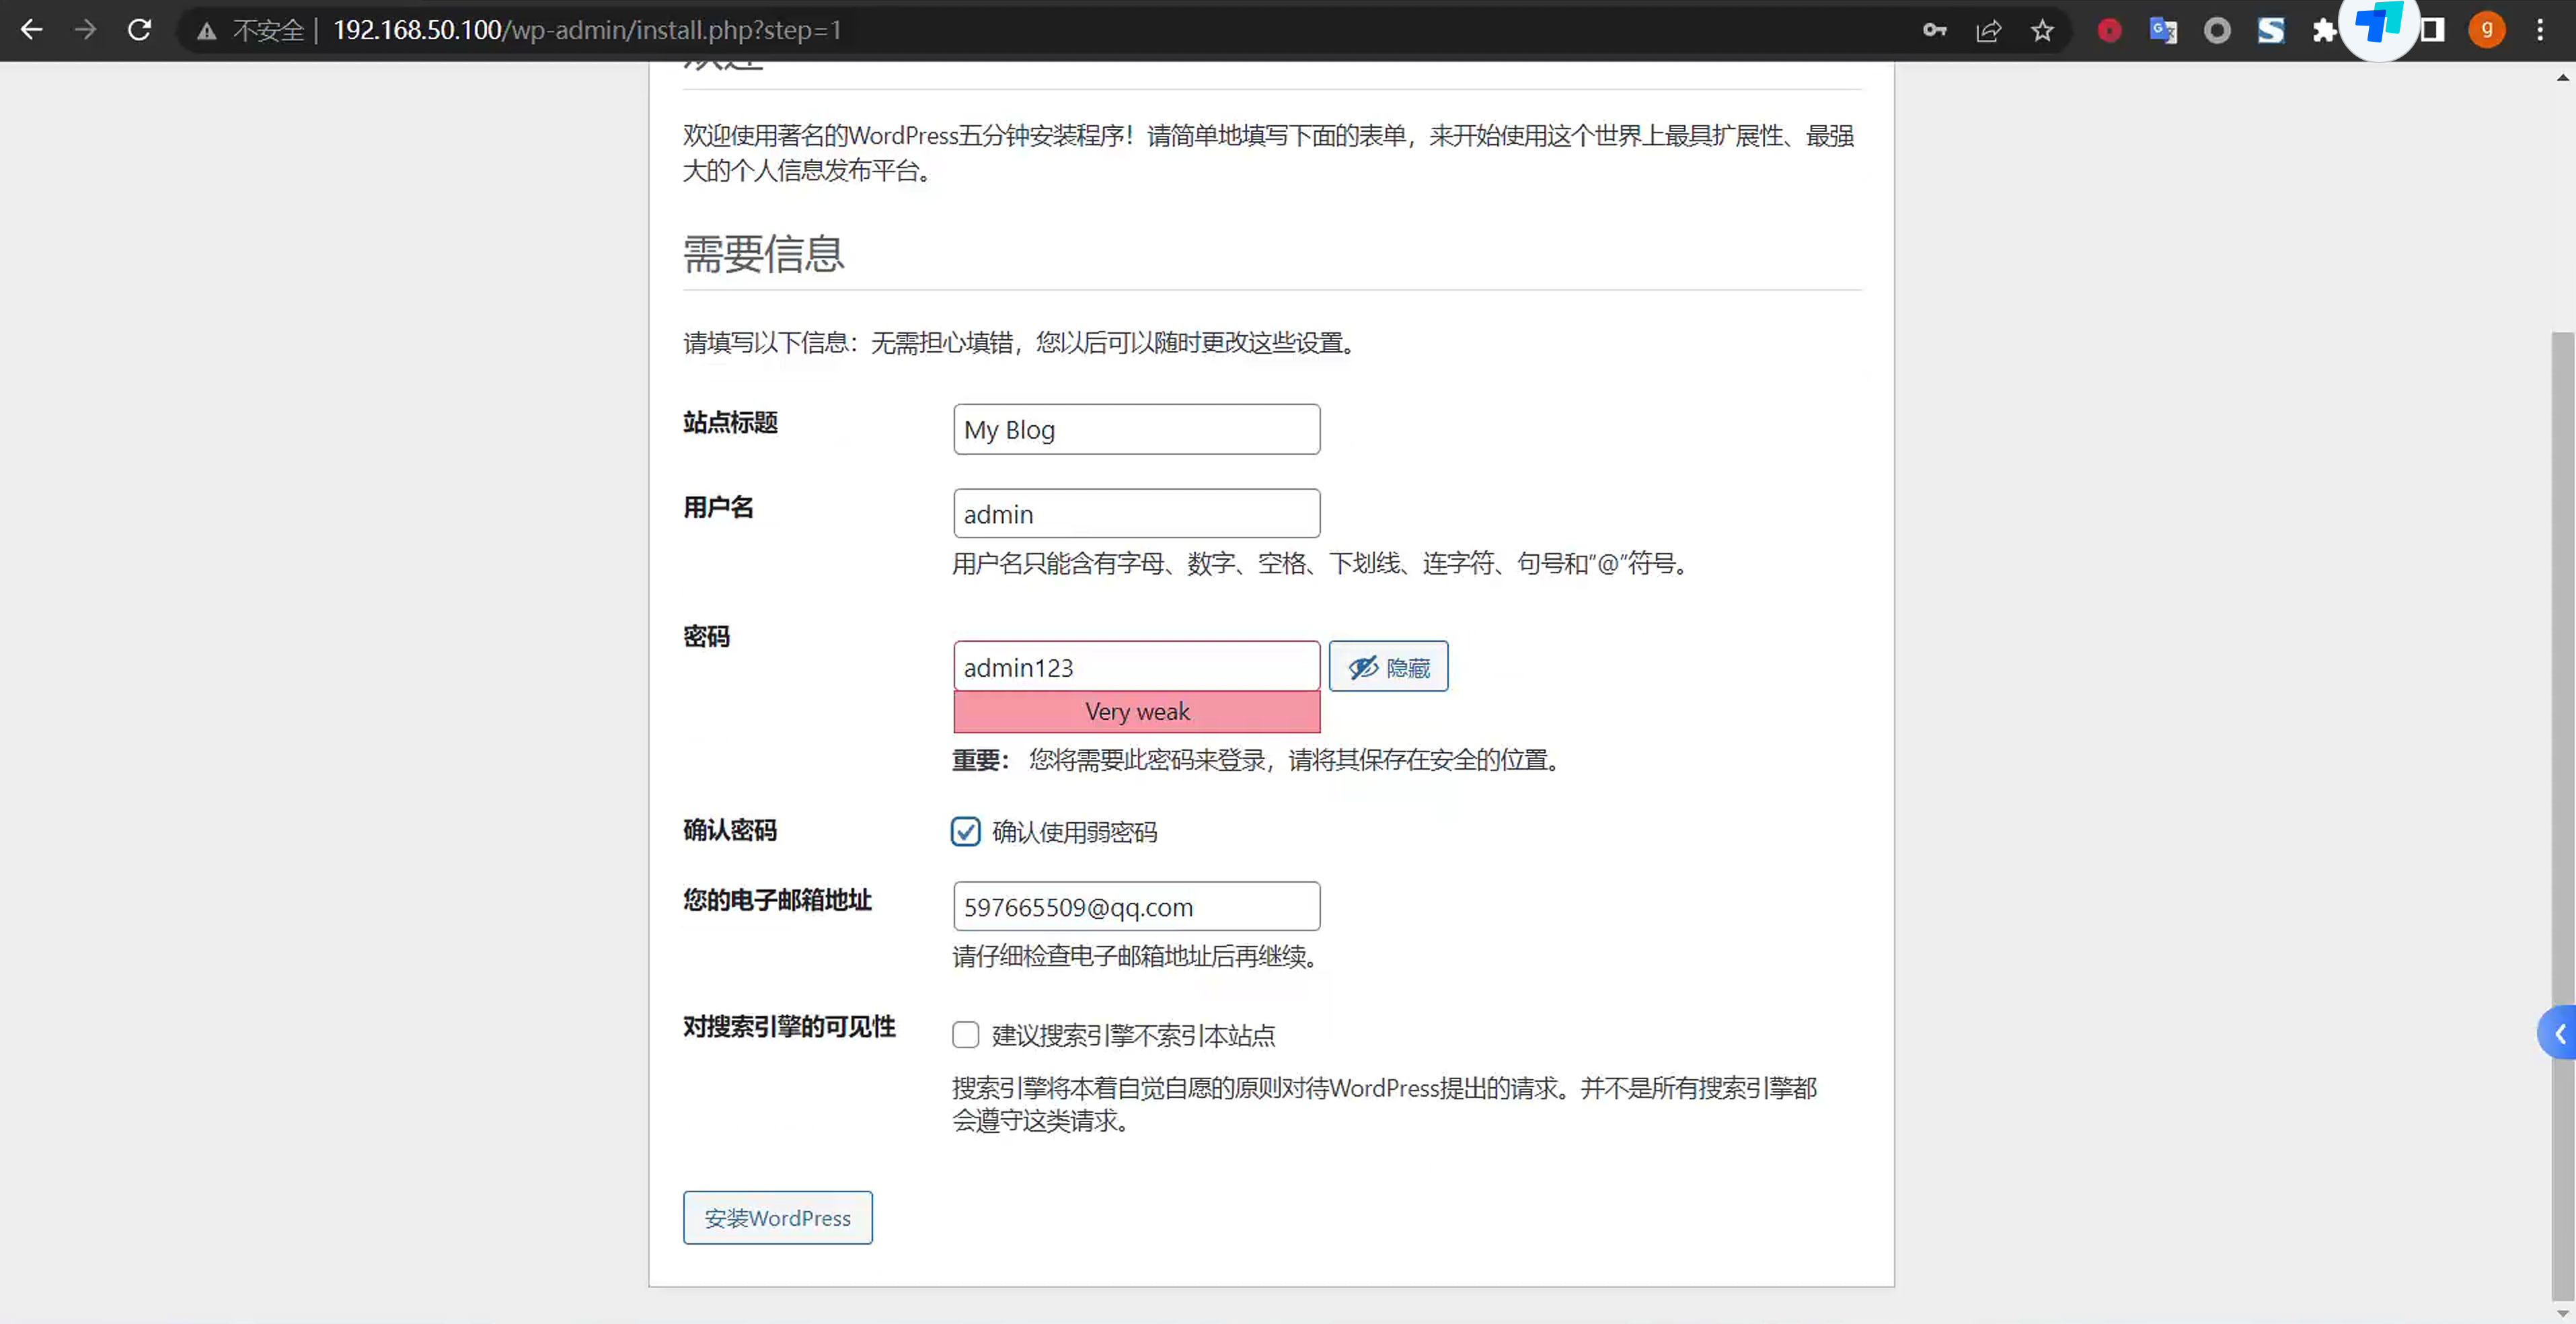 不安全 | 192.168.50.100/wp-admin/install.php?step=1
g
欢迎
欢迎使用著名的WordPress五分钟安装程序！请简单地填写下面的表单，来开始使用这个世界上最具扩展性、最强
大的个人信息发布平台。
需要信息
请填写以下信息：无需担心填错，您以后可以随时更改这些设置。
站点标题
My Blog
用户名
admin
用户名只能含有字母、数字、空格、下划线、连字符、句号和"@"符号。
密码
admin123
隐藏
Very weak
重要： 您将需要此密码来登录，请将其保存在安全的位置。
确认密码
确认使用弱密码
您的电子邮箱地址
597665509@qq.com
请仔细检查电子邮箱地址后再继续。
对搜索引擎的可见性
建议搜索引擎不索引本站点
搜索引擎将本着自觉自愿的原则对待WordPress提出的请求。并不是所有搜索引擎都
会遵守这类请求。
安装WordPress